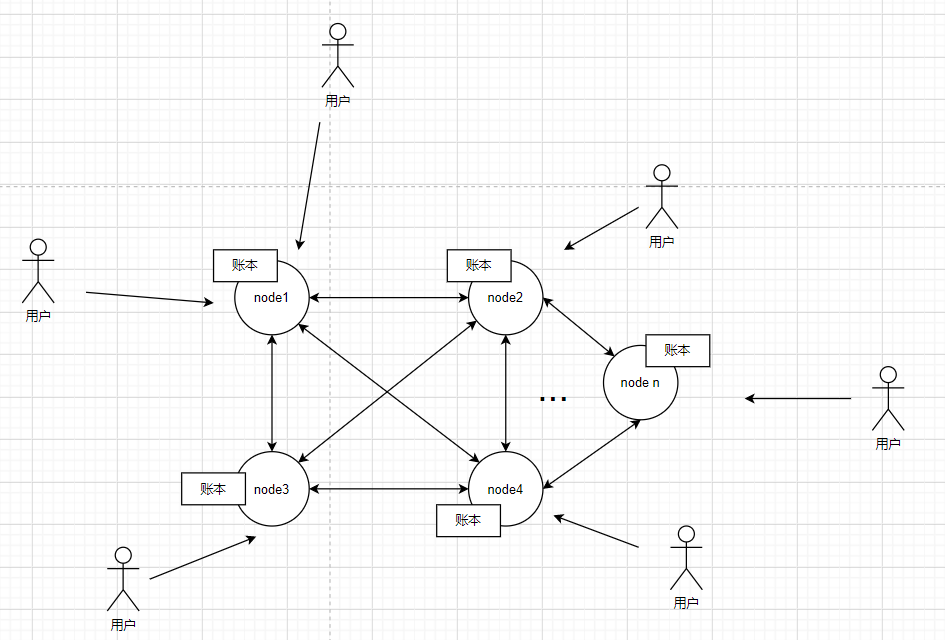 用户
用户
用户
账本
账本
node1
node2
账本
node n
...
用户
账本
node3
node4
账本
用户
用户